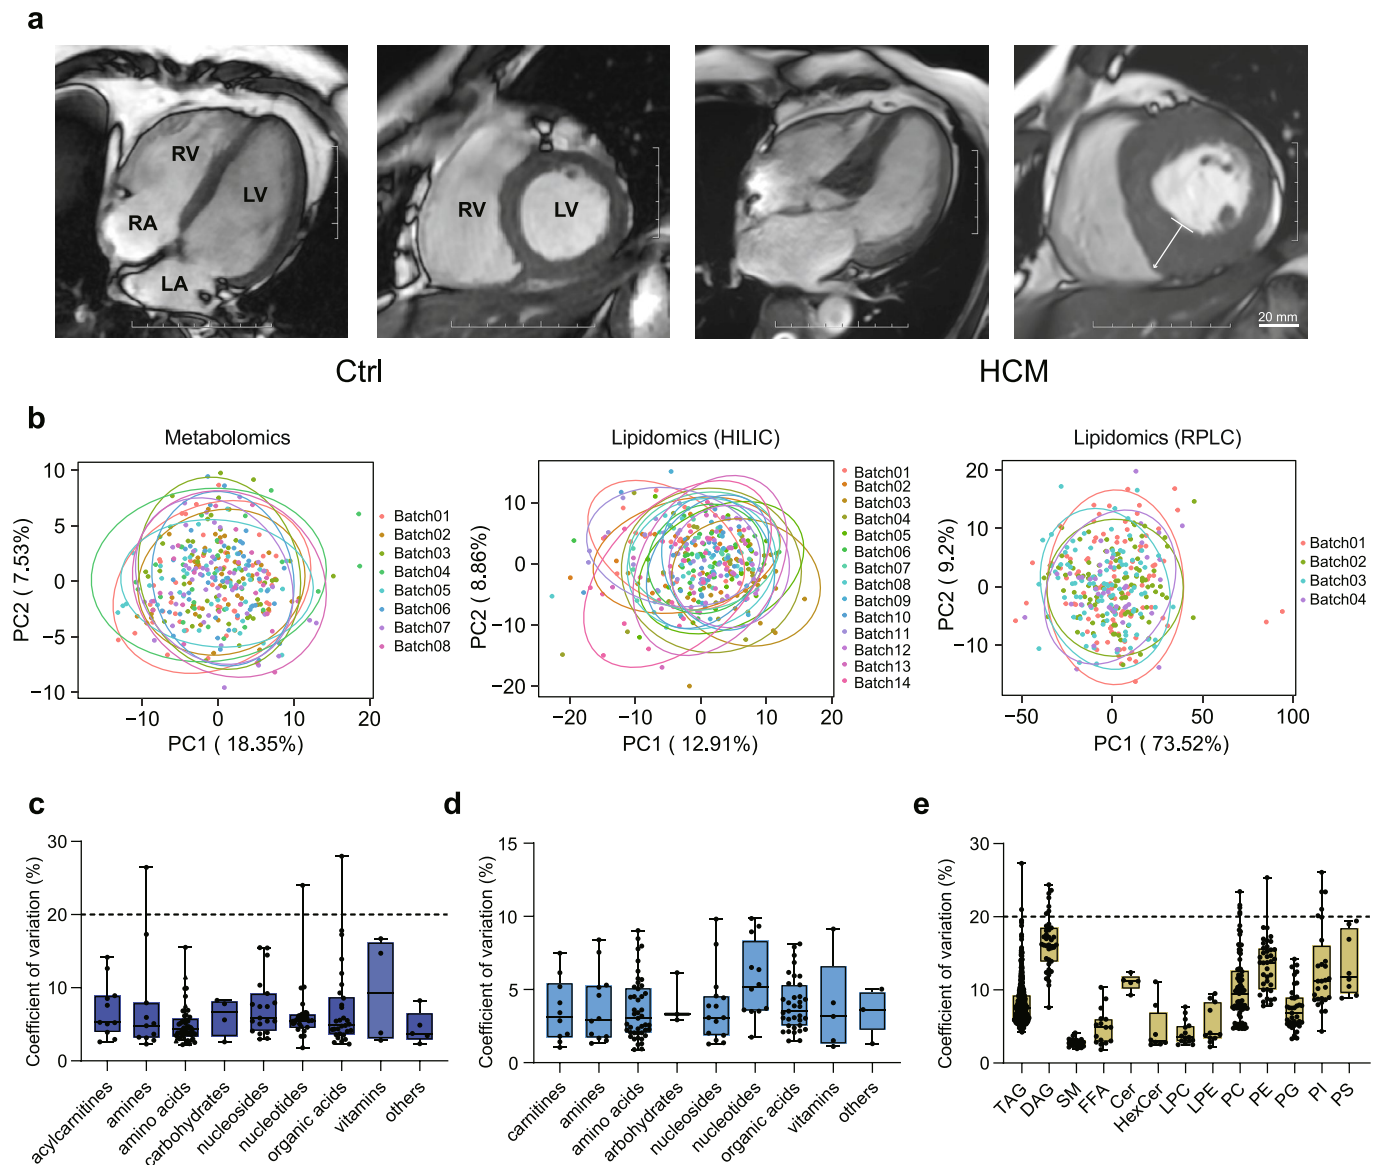 a
RV
LV
RA
LA
RV
LV
20 mm
Ctrl
HCM
b
Metabolomics
PC2 ( 7.53%)
10
5
0
−5
−10
−10
0
10
20
PC1 ( 18.35%)
Batch01
Batch02
Batch03
Batch04
Batch05
Batch06
Batch07
Batch08
Lipidomics (HILIC)
PC2 ( 8.86%)
10
0
−10
−20
−20
−10
0
10
20
PC1 ( 12.91%)
Batch01
Batch02
Batch03
Batch04
Batch05
Batch06
Batch07
Batch08
Batch09
Batch10
Batch11
Batch12
Batch13
Batch14
Lipidomics (RPLC)
PC2 ( 9.2%)
20
10
0
−10
−50
0
50
100
PC1 ( 73.52%)
Batch01
Batch02
Batch03
Batch04
c
Coefficient of variation (%)
30
20
10
0
acylcarnitines
amines
amino acids
carbohydrates
nucleosides
nucleotides
organic acids
vitamins
others
d
Coefficient of variation (%)
15
10
5
0
carnitines
amines
amino acids
arbohydrates
nucleosides
nucleotides
organic acids
vitamins
others
e
Coefficient of variation (%)
30
20
10
0
TAG
DAG
SM
FFA
Cer
HexCer
LPC
LPE
PC
PE
PG
PI
PS